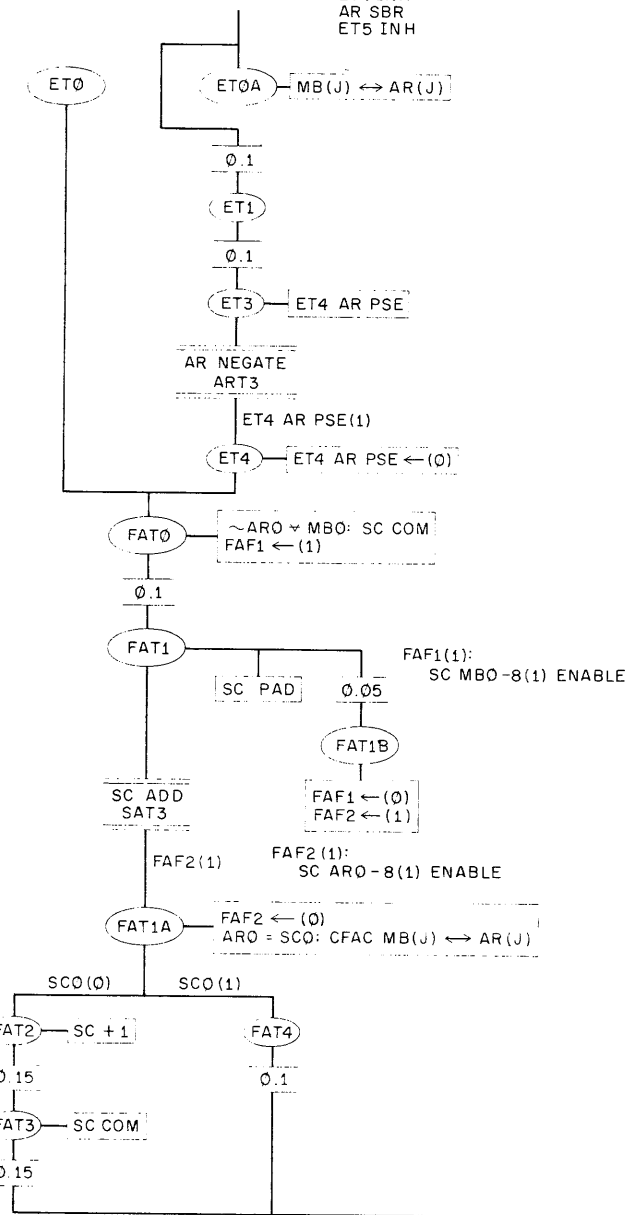 AR SBR
ET5 INH
ETØ
ETØA
MB(J) ↔ AR(J)
Ø.1
ET1
Ø.1
ET3
ET4 AR PSE
AR NEGATE
ART3
ET4 AR PSE(1)
ET4
ET4 AR PSE ←(Ø)
FATØ
~ARO ⩝ MBO: SC COM
FAF1 ←(1)
Ø.1
FAT1
FAF1(1):
SC MBO-8(1) ENABLE
SC PAD
Ø.05
FAT1B
SC ADD
SAT3
FAF1 ←(Ø)
FAF2 ←(1)
FAF2(1)
FAF2(1):
SC ARO-8(1) ENABLE
FAT1A
FAF2 ←(Ø)
ARO = SCO: CFAC MB(J) ↔ AR(J)
SCO(Ø)
SCO(1)
FAT2
SC +1
FAT4
Ø.15
Ø.1
FAT3
SC COM
Ø.15